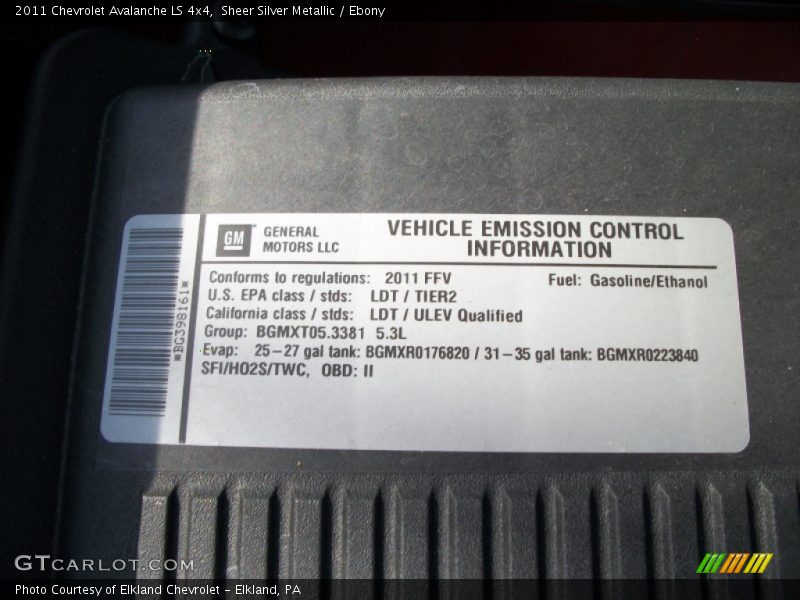 2011 Chevrolet Avalanche LS 4x4, Sheer Silver Metallic / Ebony
GM
GENERAL
MOTORS LLC
VEHICLE EMISSION CONTROL
INFORMATION
Conforms to regulations: 2011 FFV Fuel: Gasoline/Ethanol
U.S. EPA class / stds: LDT / TIER2
California class / stds: LDT / ULEV Qualified
Group: BGMXT05.3381 5.3L
Evap: 25–27 gal tank: BGMXR0176820 / 31–35 gal tank: BGMXR0223840
SFI/HO2S/TWC, OBD: II
*BG398161*
GTcarlot.com
Photo Courtesy of Elkland Chevrolet - Elkland, PA